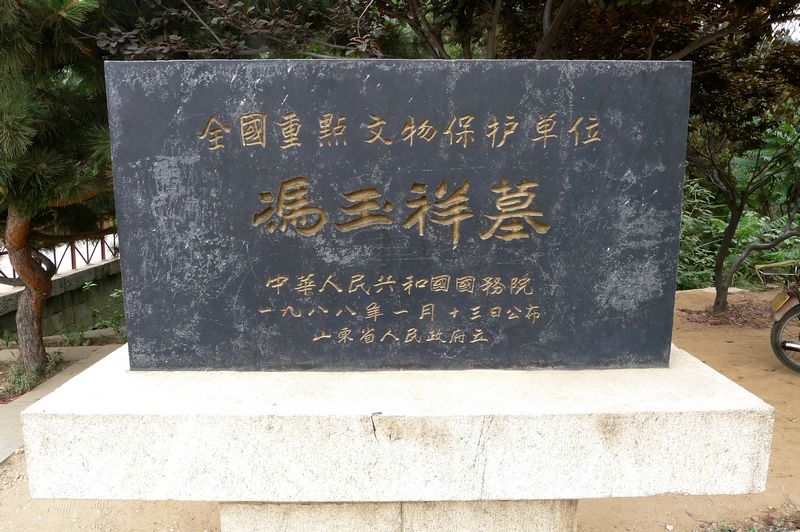 全國重點文物保护单位
馮玉祥墓
中華人民共和國國務院
一九八八年一月十三日公布
山東省人民政府立